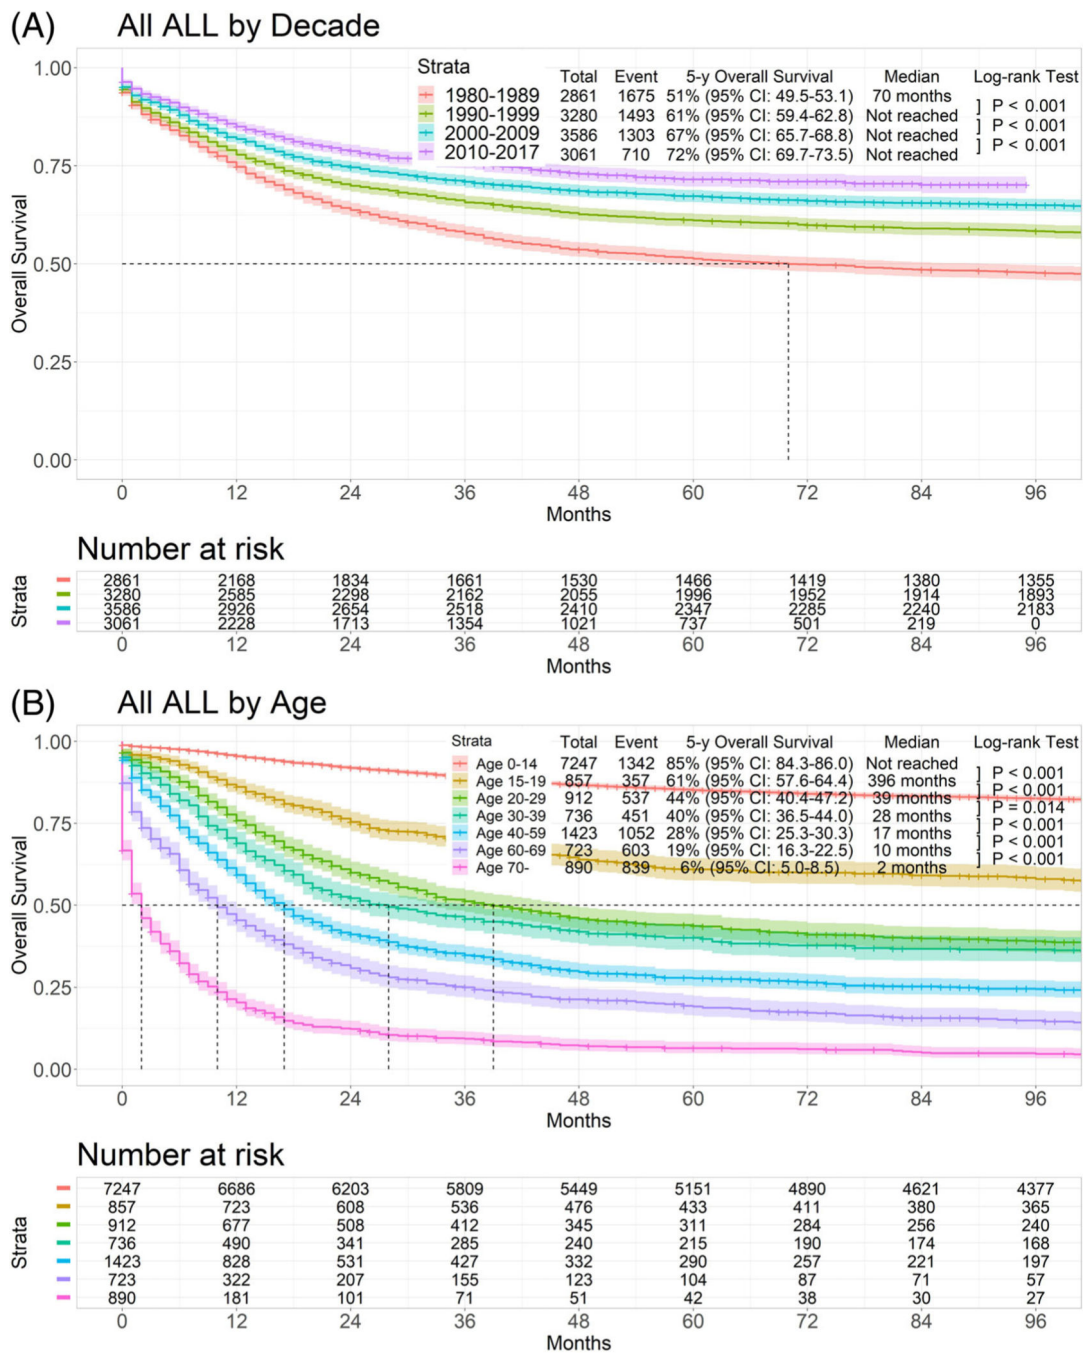 (A) All ALL by Decade
Strata Total Event 5-y Overall Survival Median Log-rank Test
1980-1989 2861 1675 51% (95% CI: 49.5-53.1) 70 months
] P < 0.001
1990-1999 3280 1493 61% (95% CI: 59.4-62.8) Not reached
] P < 0.001
2000-2009 3586 1303 67% (95% CI: 65.7-68.8) Not reached
] P < 0.001
2010-2017 3061 710 72% (95% CI: 69.7-73.5) Not reached
Overall Survival
1.00
0.75
0.50
0.25
0.00
0 12 24 36 48 60 72 84 96
Months
Number at risk
Strata
2861 2168 1834 1661 1530 1466 1419 1380 1355
3280 2585 2298 2162 2055 1996 1952 1914 1893
3586 2926 2654 2518 2410 2347 2285 2240 2183
3061 2228 1713 1354 1021 737 501 219 0
0 12 24 36 48 60 72 84 96
Months
(B) All ALL by Age
Strata Total Event 5-y Overall Survival Median Log-rank Test
Age 0-14 7247 1342 85% (95% CI: 84.3-86.0) Not reached
] P < 0.001
Age 15-19 857 357 61% (95% CI: 57.6-64.4) 396 months
] P < 0.001
Age 20-29 912 537 44% (95% CI: 40.4-47.2) 39 months
] P = 0.014
Age 30-39 736 451 40% (95% CI: 36.5-44.0) 28 months
] P < 0.001
Age 40-59 1423 1052 28% (95% CI: 25.3-30.3) 17 months
] P < 0.001
Age 60-69 723 603 19% (95% CI: 16.3-22.5) 10 months
] P < 0.001
Age 70- 890 839 6% (95% CI: 5.0-8.5) 2 months
Overall Survival
1.00
0.75
0.50
0.25
0.00
0 12 24 36 48 60 72 84 96
Months
Number at risk
Strata
7247 6686 6203 5809 5449 5151 4890 4621 4377
857 723 608 536 476 433 411 380 365
912 677 508 412 345 311 284 256 240
736 490 341 285 240 215 190 174 168
1423 828 531 427 332 290 257 221 197
723 322 207 155 123 104 87 71 57
890 181 101 71 51 42 38 30 27
0 12 24 36 48 60 72 84 96
Months